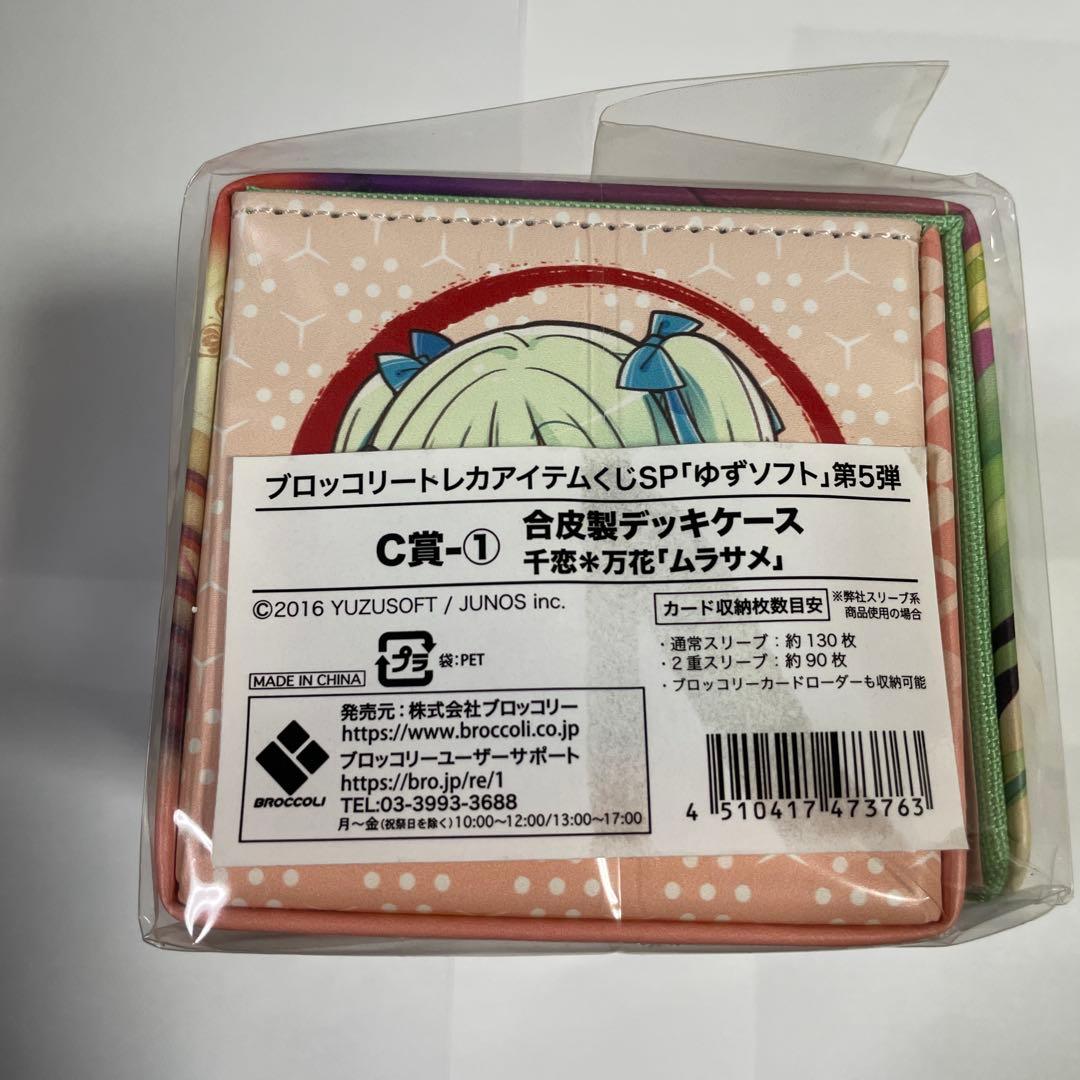 ブロッコリートレカアイテムくじSP「ゆずソフト」第5弾
C賞-①
合皮製デッキケース
千恋＊万花「ムラサメ」
©2016 YUZUSOFT / JUNOS inc.
カード収納枚数目安
※弊社スリーブ系
商品使用の場合
・通常スリーブ：約130枚
・2重スリーブ：約90枚
・ブロッコリーカードローダーも収納可能
プラ
袋:PET
MADE IN CHINA
BROCCOLI
発売元：株式会社ブロッコリー
https://www.broccoli.co.jp
ブロッコリーユーザーサポート
https://bro.jp/re/1
TEL:03-3993-3688
月～金(祝祭日を除く)10:00～12:00/13:00～17:00
4 510417 473763